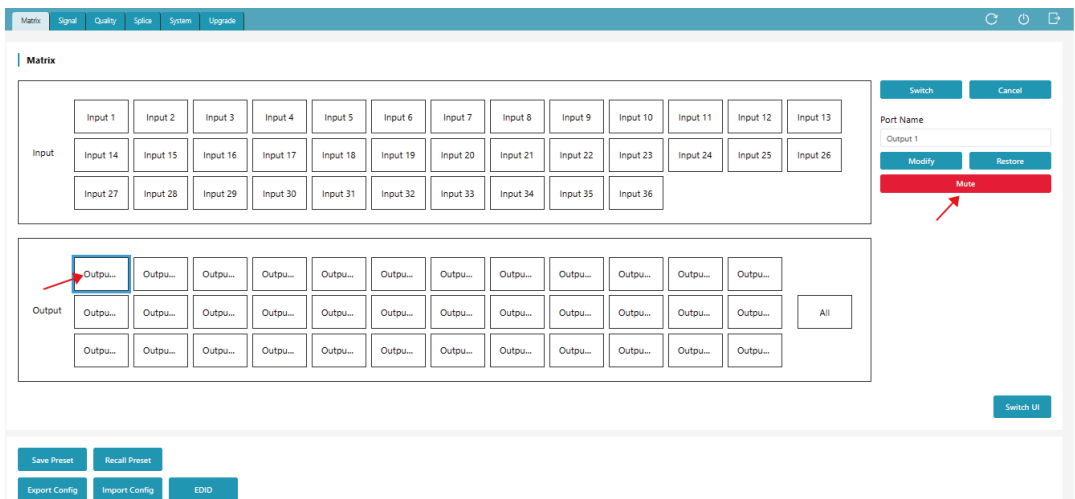 Matrix Signal Quality Splice System Upgrade
Matrix
Switch Cancel
Input 1 Input 2 Input 3 Input 4 Input 5 Input 6 Input 7 Input 8 Input 9 Input 10 Input 11 Input 12 Input 13
Port Name
Output 1
Input Input 14 Input 15 Input 16 Input 17 Input 18 Input 19 Input 20 Input 21 Input 22 Input 23 Input 24 Input 25 Input 26
Modify Restore
Mute
Input 27 Input 28 Input 29 Input 30 Input 31 Input 32 Input 33 Input 34 Input 35 Input 36
Outpu... Outpu... Outpu... Outpu... Outpu... Outpu... Outpu... Outpu... Outpu... Outpu... Outpu... Outpu...
Output Outpu... Outpu... Outpu... Outpu... Outpu... Outpu... Outpu... Outpu... Outpu... Outpu... Outpu... Outpu... All
Outpu... Outpu... Outpu... Outpu... Outpu... Outpu... Outpu... Outpu... Outpu... Outpu... Outpu... Outpu...
Switch UI
Save Preset Recall Preset
Export Config Import Config EDID